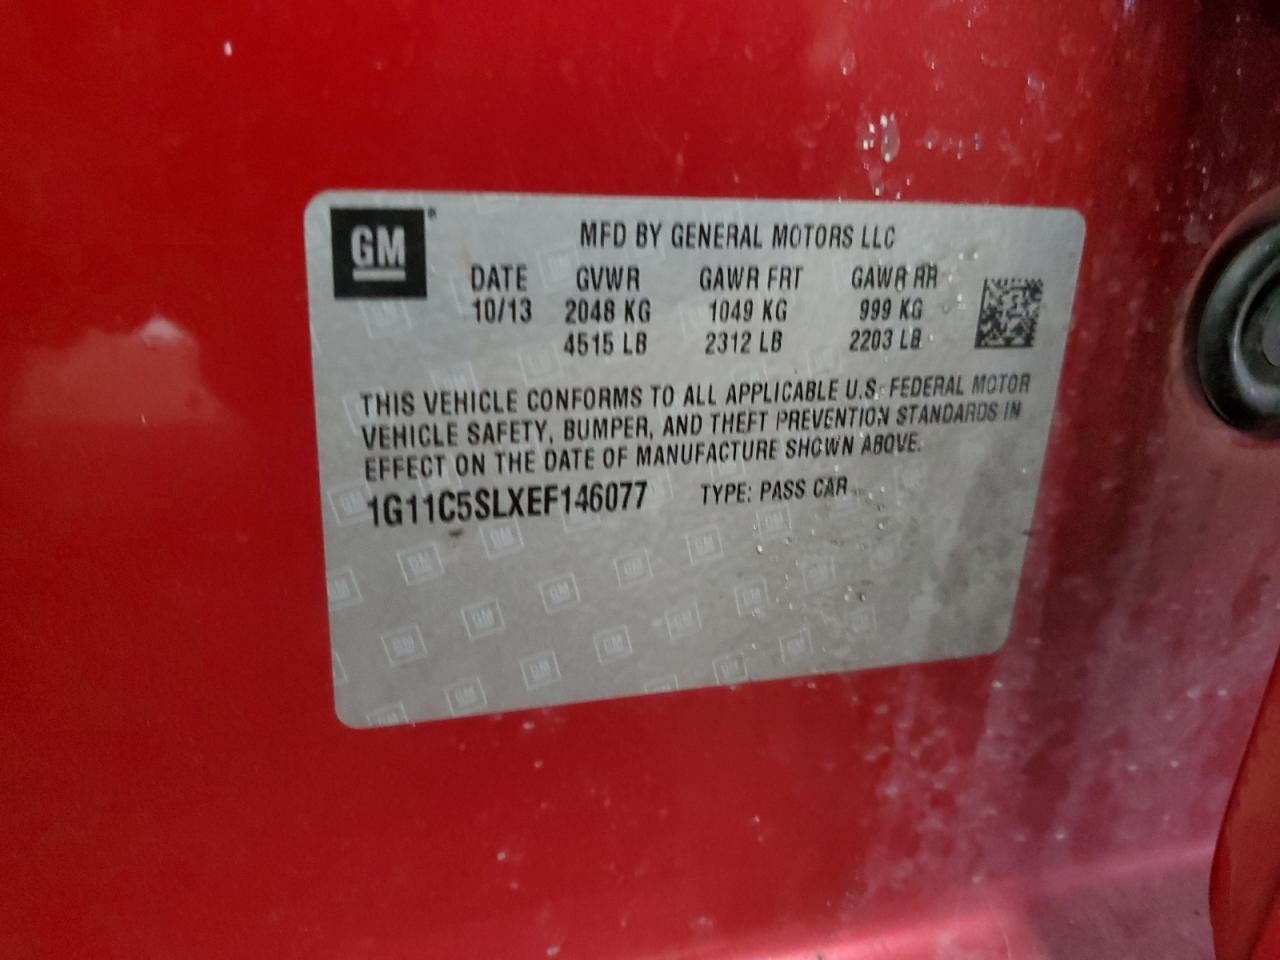 GM
MFD BY GENERAL MOTORS LLC
DATE GVWR GAWR FRT GAWR RR
10/13 2048 KG 1049 KG 999 KG
4515 LB 2312 LB 2203 LB
THIS VEHICLE CONFORMS TO ALL APPLICABLE U.S. FEDERAL MOTOR
VEHICLE SAFETY, BUMPER, AND THEFT PREVENTION STANDARDS IN
EFFECT ON THE DATE OF MANUFACTURE SHOWN ABOVE.
1G11C5SLXEF146077 TYPE: PASS CAR